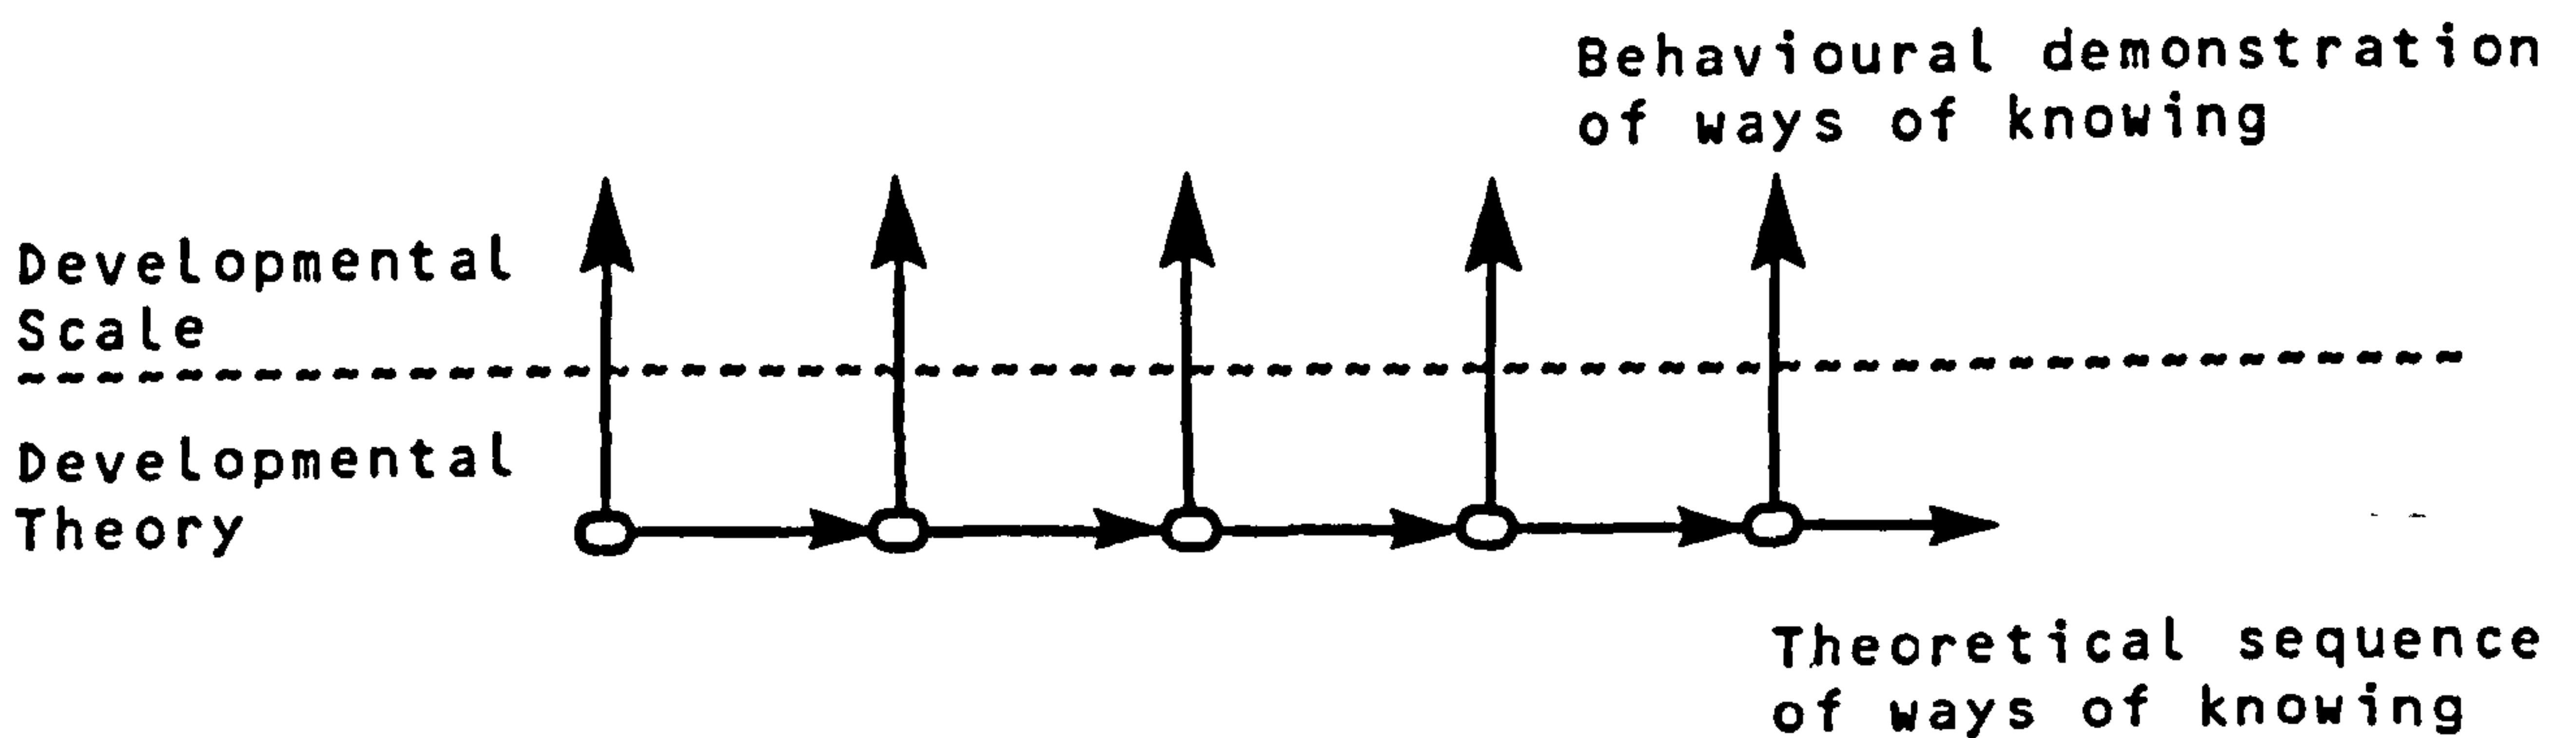 Behavioural demonstration
of ways of knowing
Developmental
Scale
Developmental
Theory
Theoretical sequence
of ways of knowing